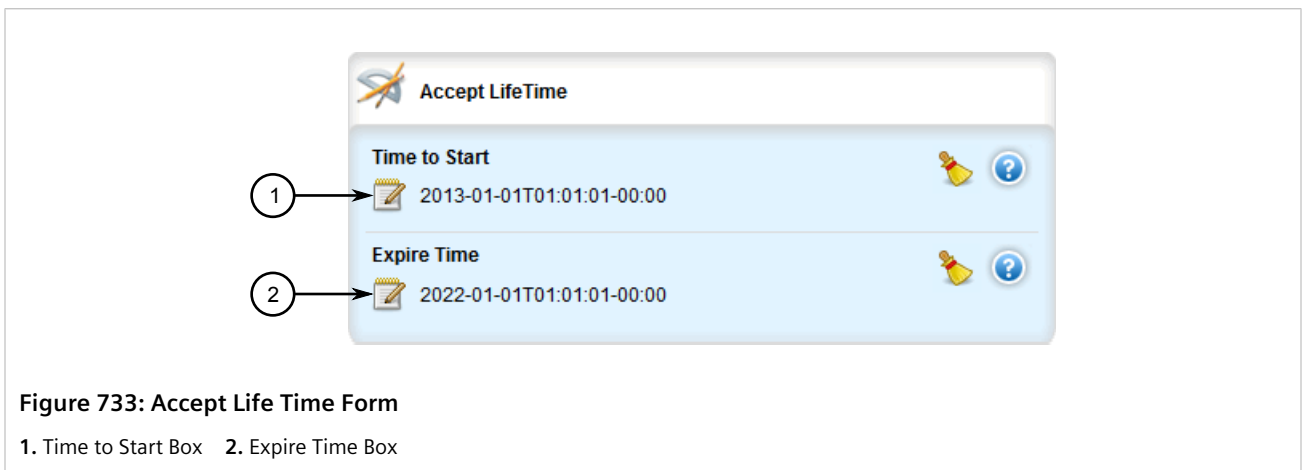 Accept LifeTime
Time to Start
1
2013-01-01T01:01:01-00:00
Expire Time
2
2022-01-01T01:01:01-00:00
Figure 733: Accept Life Time Form
1. Time to Start Box 2. Expire Time Box